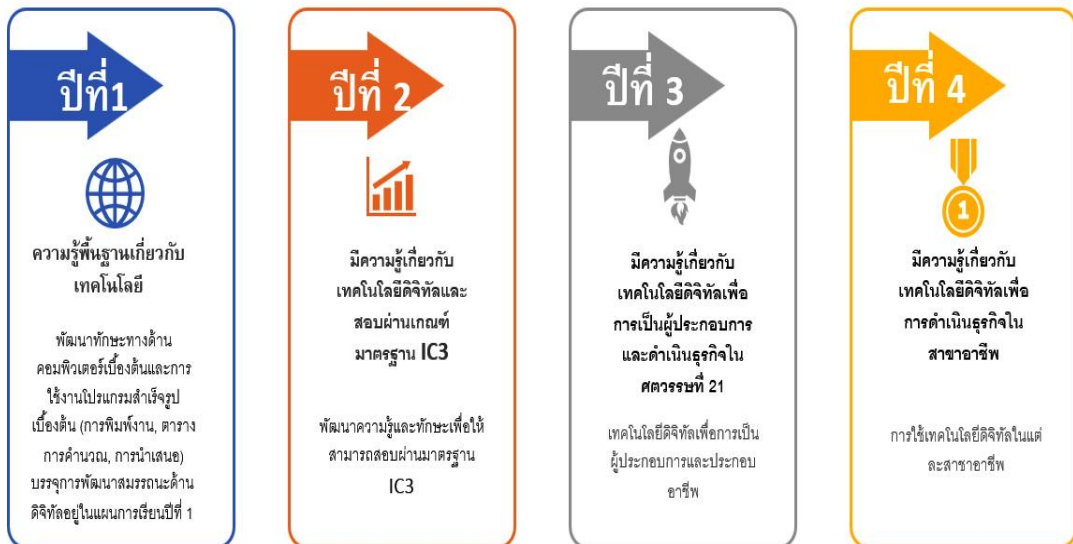 ปีที่1
ความรู้พื้นฐานเกี่ยวกับ
เทคโนโลยี
พัฒนาทักษะทางด้าน
คอมพิวเตอร์เบื้องต้นและการ
ใช้งานโปรแกรมสำเร็จรูป
เบื้องต้น (การพิมพ์งาน, ตาราง
การคำนวณ, การนำเสนอ)
บรรจุการพัฒนาสมรรถนะด้าน
ดิจิทัลอยู่ในแผนการเรียนปีที่ 1
ปีที่ 2
มีความรู้เกี่ยวกับ
เทคโนโลยีดิจิทัลและ
สอบผ่านเกณฑ์
มาตรฐาน IC3
พัฒนาความรู้และทักษะเพื่อให้
สามารถสอบผ่านมาตรฐาน
IC3
ปีที่ 3
มีความรู้เกี่ยวกับ
เทคโนโลยีดิจิทัลเพื่อ
การเป็นผู้ประกอบการ
และดำเนินธุรกิจใน
ศตวรรษที่ 21
เทคโนโลยีดิจิทัลเพื่อการเป็น
ผู้ประกอบการและประกอบ
อาชีพ
ปีที่ 4
1
มีความรู้เกี่ยวกับ
เทคโนโลยีดิจิทัลเพื่อ
การดำเนินธุรกิจใน
สาขาอาชีพ
การใช้เทคโนโลยีดิจิทัลในแต่
ละสาขาอาชีพ